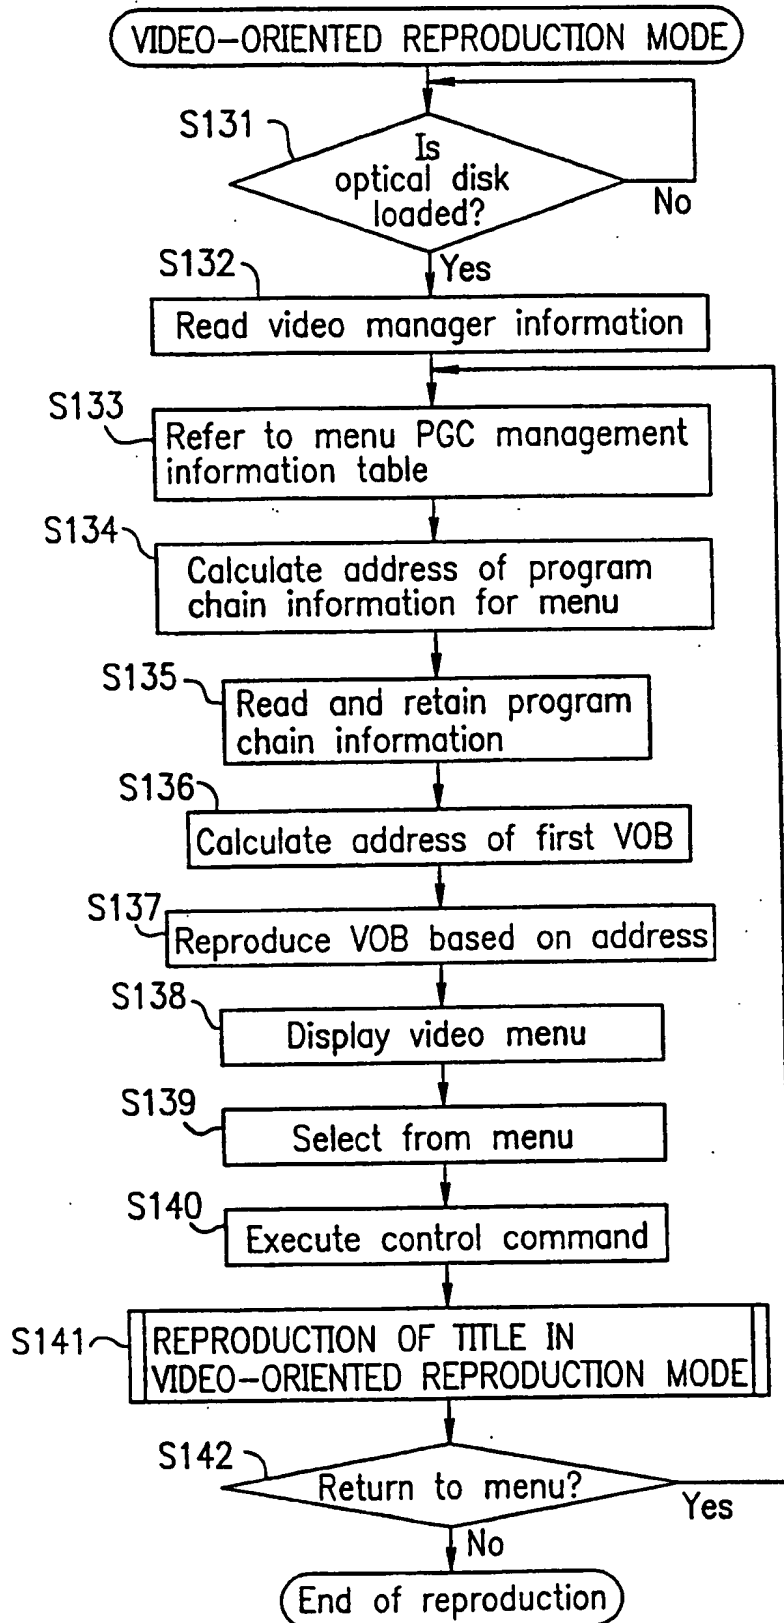 VIDEO-ORIENTED REPRODUCTION MODE
S131
Is
optical disk
loaded?
No
Yes
S132
Read video manager information
S133
Refer to menu PGC management
information table
S134
Calculate address of program
chain information for menu
S135
Read and retain program
chain information
S136
Calculate address of first VOB
S137
Reproduce VOB based on address
S138
Display video menu
S139
Select from menu
S140
Execute control command
S141
REPRODUCTION OF TITLE IN
VIDEO-ORIENTED REPRODUCTION MODE
S142
Return to menu?
Yes
No
End of reproduction